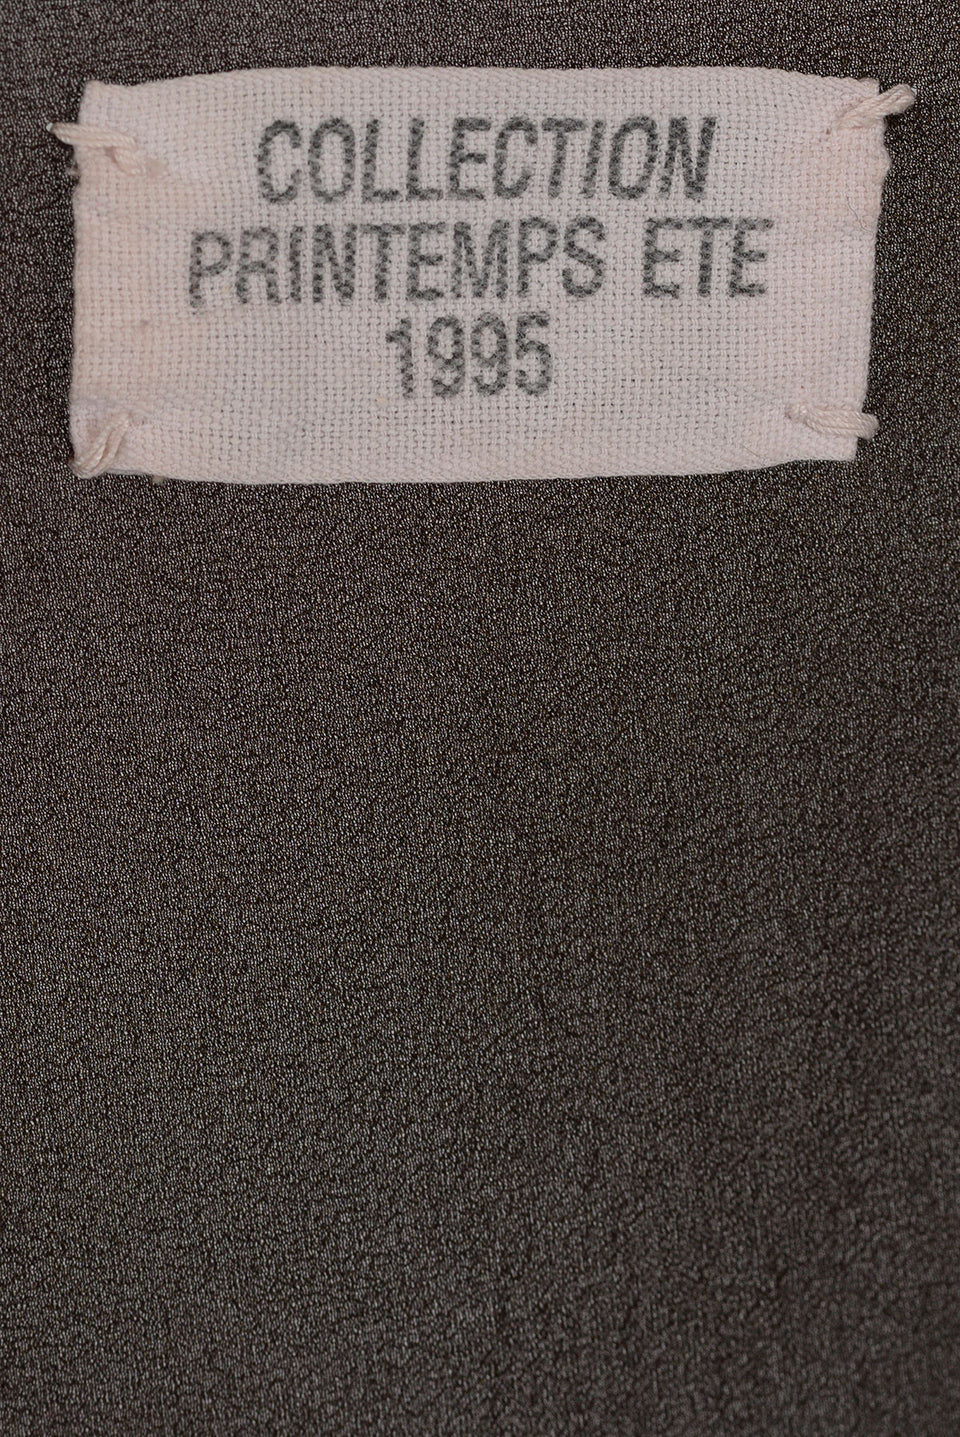 COLLECTION
PRINTEMPS ETE
1995